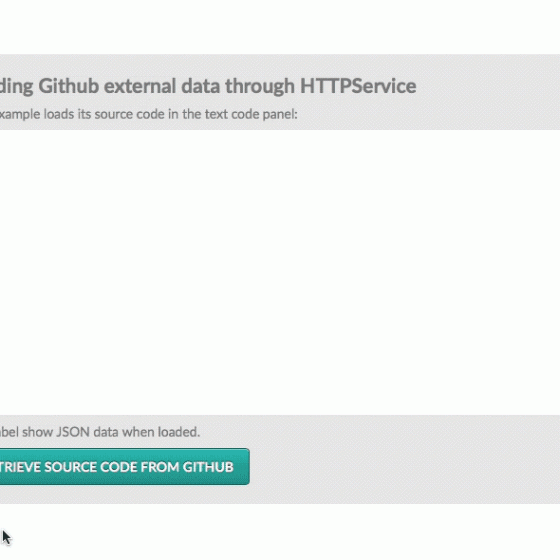 ding Github external data through HTTPService
xample loads its source code in the text code panel:
abel show JSON data when loaded.
TRIEVE SOURCE CODE FROM GITHUB